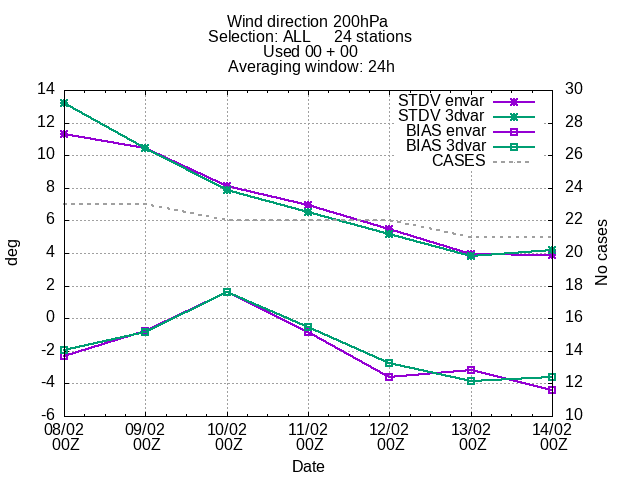 Wind direction 200hPa
Selection: ALL 24 stations
Used 00 + 00
Averaging window: 24h
STDV envar
STDV 3dvar
BIAS envar
BIAS 3dvar
CASES
14
12
10
8
6
4
2
0
-2
-4
-6
deg
30
28
26
24
22
20
18
16
14
12
10
No cases
08/02 09/02 10/02 11/02 12/02 13/02 14/02
00Z 00Z 00Z 00Z 00Z 00Z 00Z
Date